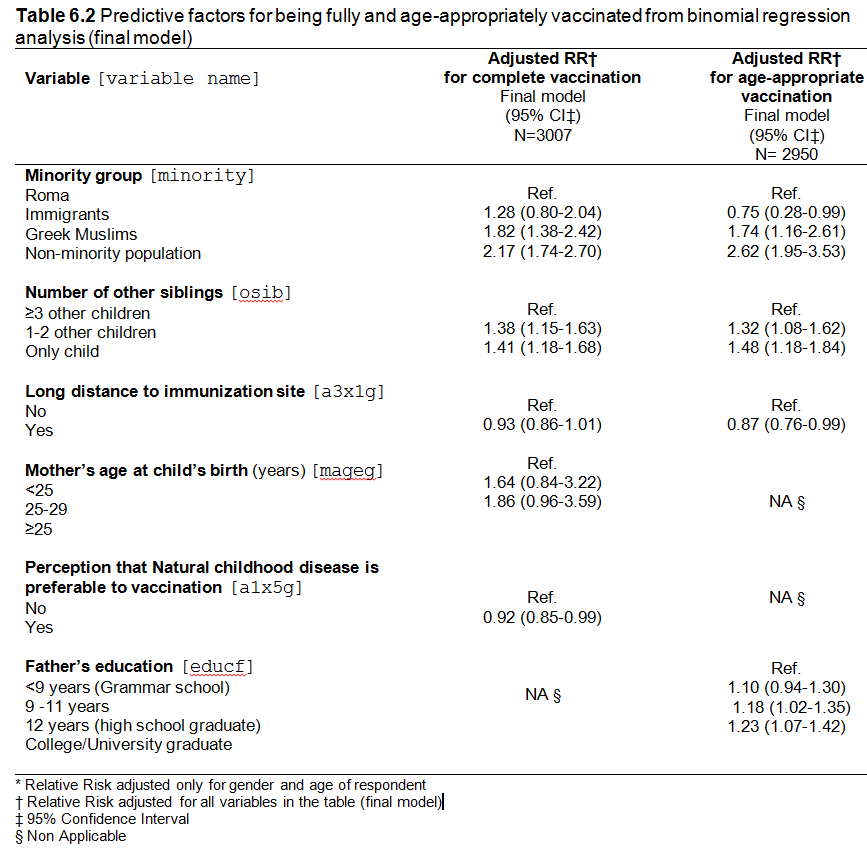 Table 6.2 Predictive factors for being fully and age-appropriately vaccinated from binomial regression
analysis (final model)
Variable [variable name] Adjusted RR† Adjusted RR†
for complete vaccination for age-appropriate
Final model vaccination
(95% CI‡) Final model
N=3007 (95% CI‡)
N= 2950
Minority group [minority]
Roma Ref. Ref.
Immigrants 1.28 (0.80-2.04) 0.75 (0.28-0.99)
Greek Muslims 1.82 (1.38-2.42) 1.74 (1.16-2.61)
Non-minority population 2.17 (1.74-2.70) 2.62 (1.95-3.53)
Number of other siblings [osib]
≥3 other children Ref. Ref.
1-2 other children 1.38 (1.15-1.63) 1.32 (1.08-1.62)
Only child 1.41 (1.18-1.68) 1.48 (1.18-1.84)
Long distance to immunization site [a3x1g]
No Ref. Ref.
Yes 0.93 (0.86-1.01) 0.87 (0.76-0.99)
Mother's age at child's birth (years) [mageg] Ref.
<25 1.64 (0.84-3.22)
25-29 1.86 (0.96-3.59) NA §
≥25
Perception that Natural childhood disease is
preferable to vaccination [a1x5g]
No Ref. NA §
Yes 0.92 (0.85-0.99)
Father's education [educf] Ref.
<9 years (Grammar school) NA § 1.10 (0.94-1.30)
9 -11 years 1.18 (1.02-1.35)
12 years (high school graduate) 1.23 (1.07-1.42)
College/University graduate
* Relative Risk adjusted only for gender and age of respondent
† Relative Risk adjusted for all variables in the table (final model)
‡ 95% Confidence Interval
§ Non Applicable